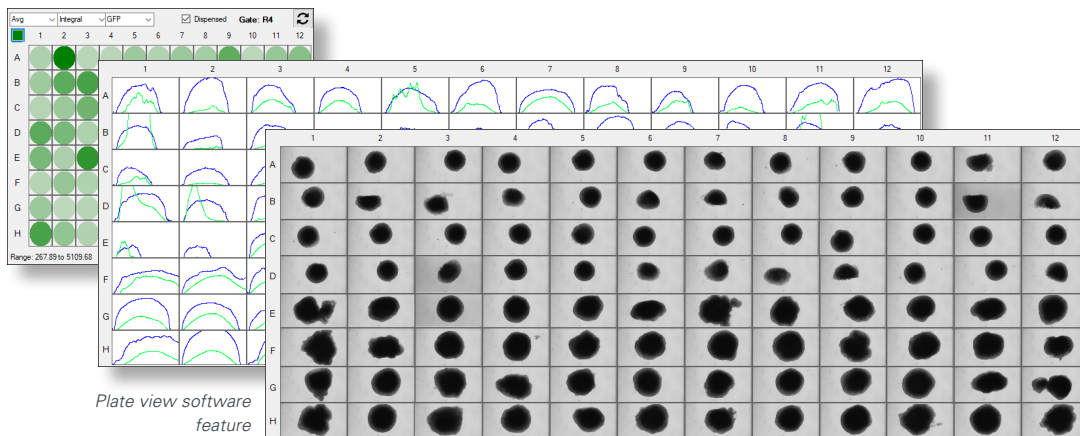 Avg Integral GFP Dispensed Gate: R4
1 2 3 4 5 6 7 8 9 10 11 12
A
B
C
D
E
F
G
H
Range: 267.89 to 5109.68
1 2 3 4 5 6 7 8 9 10 11 12
A
B
C
D
E
F
G
H
1 2 3 4 5 6 7 8 9 10 11 12
A
B
C
D
E
F
G
H
Plate view software
feature